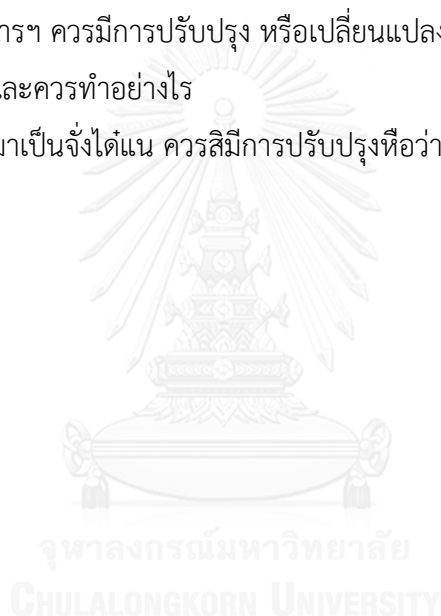 ารฯ ควรมีการปรับปรุง หรือเปลี่ยนแปลง
และควรทำอย่างไร
มาเป็นจั่งได๋แน ควรสิมีการปรับปรุงหือว่า
จุฬาลงกรณ์มหาวิทยาลัย
CHULALONGKORN UNIVERSITY